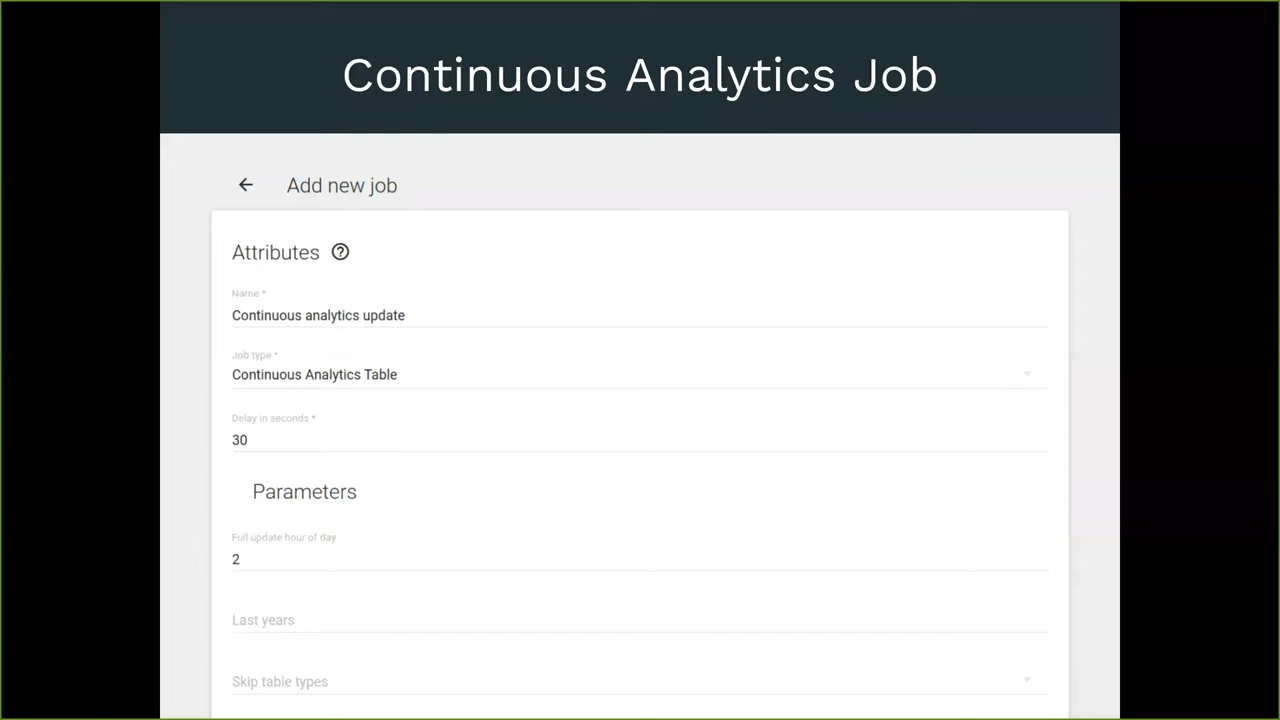 Continuous Analytics Job
Add new job
Attributes ?
Name *
Continuous analytics update
Job type *
Continuous Analytics Table
Delay in seconds *
30
Parameters
Full update hour of day
2
Last years
Skip table types